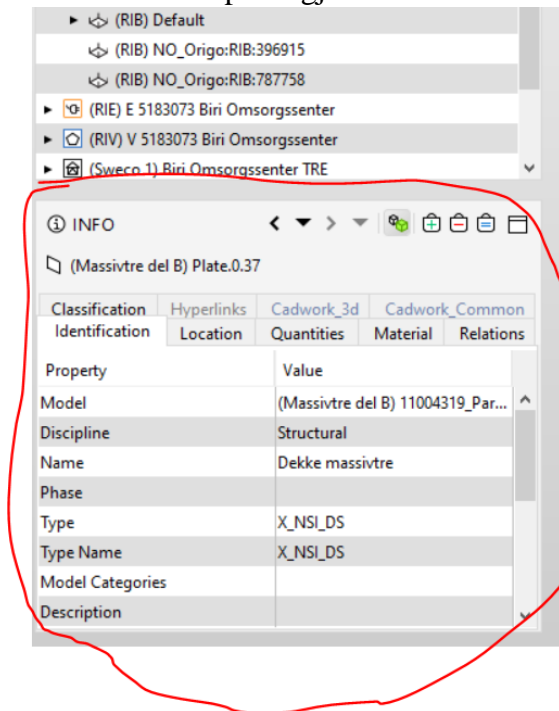 (RIB) Default
(RIB) NO_Origo:RIB:396915
(RIB) NO_Origo:RIB:787758
(RIE) E 5183073 Biri Omsorgssenter
(RIV) V 5183073 Biri Omsorgssenter
(Sweco 1) Biri Omsorgssenter TRE
INFO
(Massivtre del B) Plate.0.37
Classification Hyperlinks Cadwork_3d Cadwork_Common
Identification Location Quantities Material Relations
Property Value
Model (Massivtre del B) 11004319_Par...
Discipline Structural
Name Dekke massivtre
Phase
Type X_NSI_DS
Type Name X_NSI_DS
Model Categories
Description